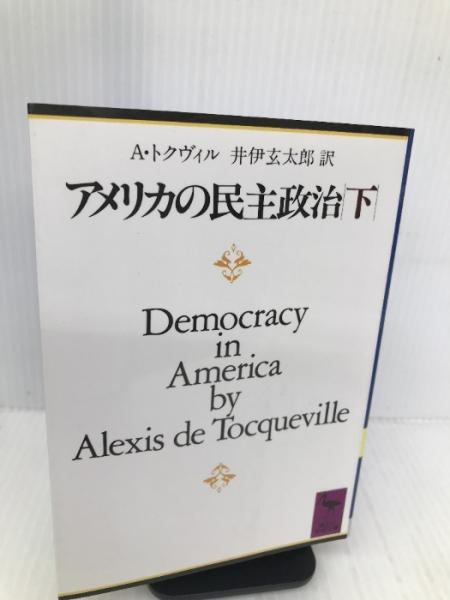 A・トクヴィル 井伊玄太郎 訳
アメリカの民主政治 下
Democracy
in
America
by
Alexis de Tocqueville